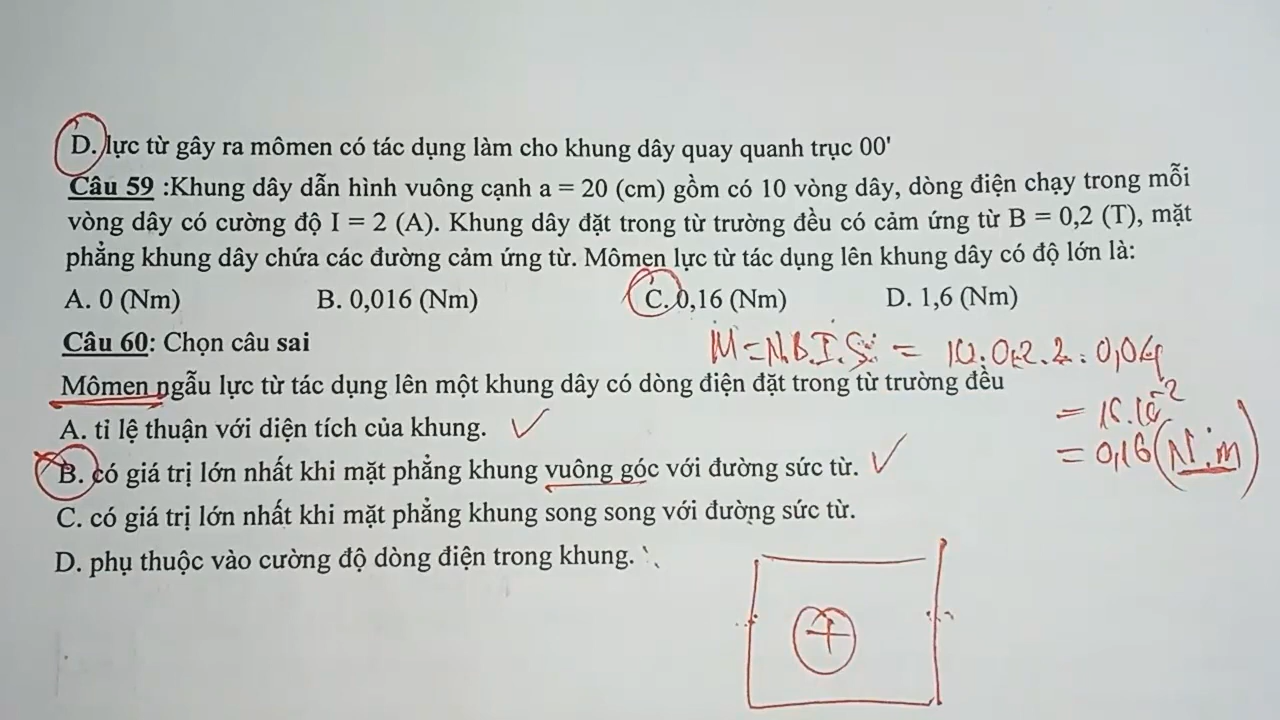 D. lực từ gây ra mômen có tác dụng làm cho khung dây quay quanh trục 00'
Câu 59 :Khung dây dẫn hình vuông cạnh a = 20 (cm) gồm có 10 vòng dây, dòng điện chạy trong mỗi
vòng dây có cường độ I = 2 (A). Khung dây đặt trong từ trường đều có cảm ứng từ B = 0,2 (T), mặt
phẳng khung dây chứa các đường cảm ứng từ. Mômen lực từ tác dụng lên khung dây có độ lớn là:
A. 0 (Nm) B. 0,016 (Nm) C. 0,16 (Nm) D. 1,6 (Nm)
Câu 60: Chọn câu sai
M = N.B.I.S = 10.0,2.2.0,04
Mômen ngẫu lực từ tác dụng lên một khung dây có dòng điện đặt trong từ trường đều
= 16.10⁻²
A. tỉ lệ thuận với diện tích của khung.
= 0,16 (N.m)
B. có giá trị lớn nhất khi mặt phẳng khung vuông góc với đường sức từ.
C. có giá trị lớn nhất khi mặt phẳng khung song song với đường sức từ.
D. phụ thuộc vào cường độ dòng điện trong khung.
+